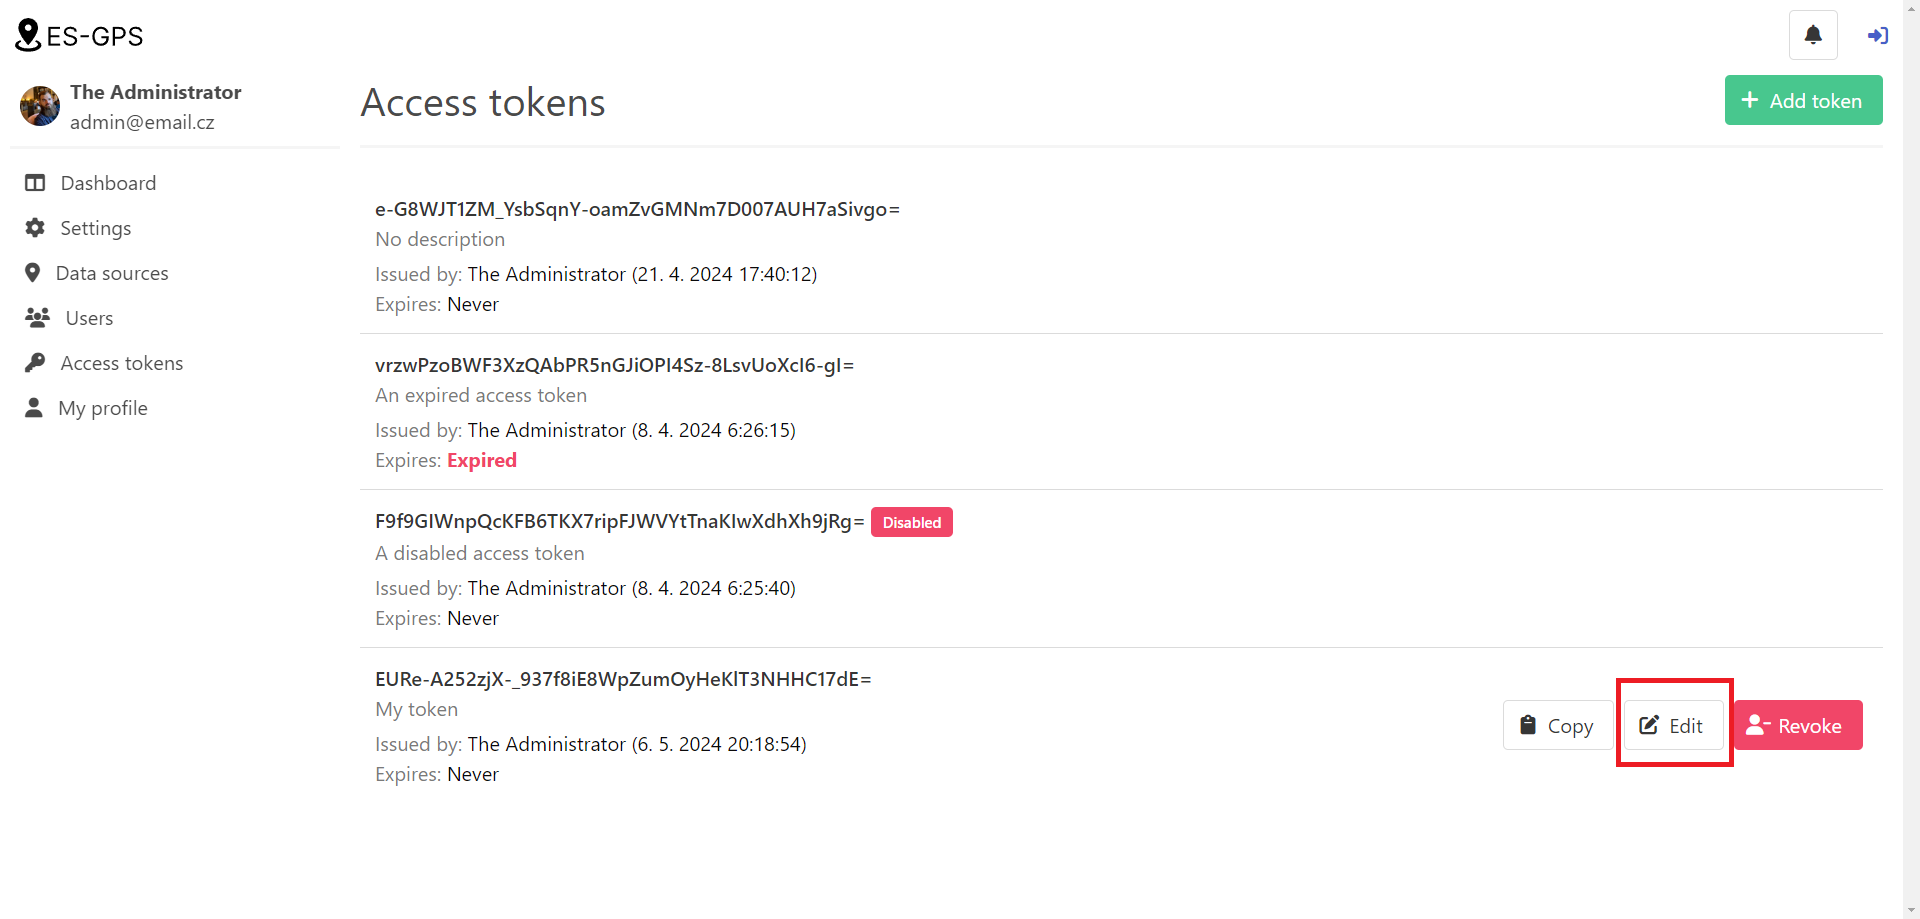 ES-GPS
The Administrator
admin@email.cz
Dashboard
Settings
Data sources
Users
Access tokens
My profile
Access tokens
Add token
e-G8WJT1ZM_YsbSqnY-oamZvGMNm7D007AUH7aSivgo=
No description
Issued by: The Administrator (21. 4. 2024 17:40:12)
Expires: Never
vrzwPzoBWF3XzQAbPR5nGJiOPI4Sz-8LsvUoXcI6-gI=
An expired access token
Issued by: The Administrator (8. 4. 2024 6:26:15)
Expires: Expired
F9f9GIWnpQcKFB6TKX7ripFJWVYtTnaKIwXdhXh9jRg= Disabled
A disabled access token
Issued by: The Administrator (8. 4. 2024 6:25:40)
Expires: Never
EURe-A252zjX-_937f8iE8WpZumOyHeKlT3NHHC17dE=
My token
Issued by: The Administrator (6. 5. 2024 20:18:54)
Expires: Never
Copy
Edit
Revoke